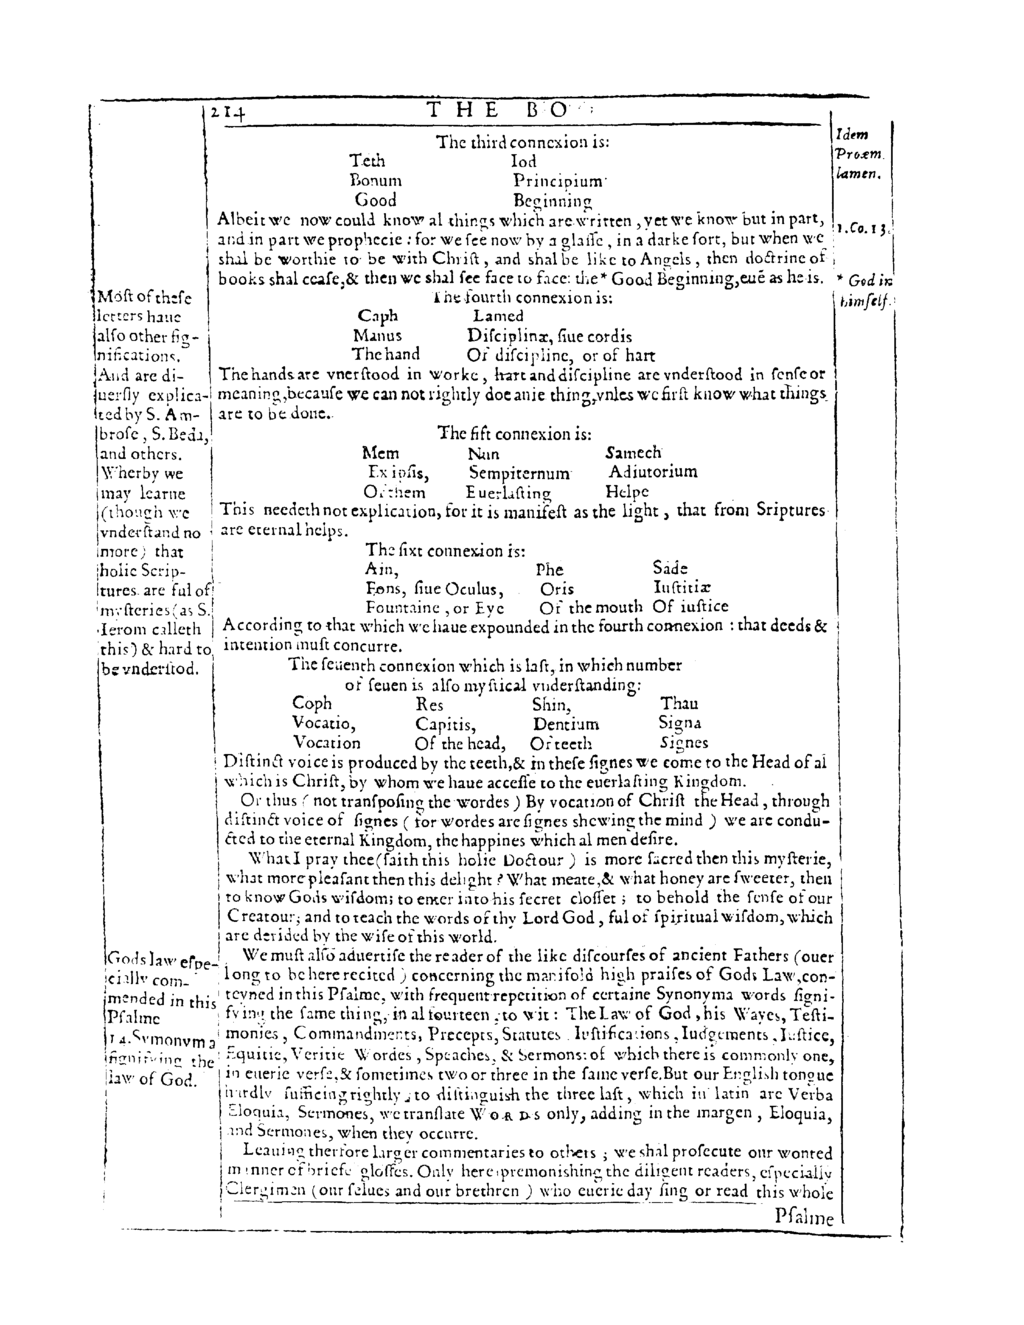 214 THE BO
The third connexion is:
Teth Iod
Bonum Principium
Good Beginning
Albeit we now could know al things which are written, yet we know but in part,
and in part we prophecie: for we ſee now by a glaſſe, in a darke ſort, but when we
shal be worthie to be with Chriſt, and shal be like to Angels, then doctrine of
books shal ceaſe,& then we shal ſee face to face: the* Good Beginning,euē as he is.
The fourth connexion is:
Caph Lamed
Manus Diſciplinæ, ſiue cordis
The hand Of diſcipline, or of hart
The hands are vnerſtood in worke, hart and diſcipline are vnderſtood in ſenſe or
meaning,becauſe we can not rightly doe anie thing,vnles we firſt know what things
are to be done.
The fift connexion is:
Mem Nun Samech
Ex ipſis, Sempiternum Adiutorium
Of them Euerlaſting Helpe
This needeth not explication, for it is manifeſt as the light, that from Sriptures
are eternal helps.
The ſixt connexion is:
Ain, Phe Sade
Fons, ſiue Oculus, Oris Iuſtitiæ
Fountaine, or Eye Of the mouth Of iuſtice
According to that which we haue expounded in the fourth connexion: that deeds &
intention muſt concurre.
The ſeuenth connexion which is laſt, in which number
of ſeuen is alſo myſtical vnderſtanding:
Coph Res Shin, Thau
Vocatio, Capitis, Dentium Signa
Vocation Of the head, Of teeth Signes
Diſtinct voice is produced by the teeth,& in theſe ſignes we come to the Head of al
which is Chriſt, by whom we haue acceſſe to the euerlaſting Kingdom.
Or thus ( not tranſpoſing the wordes ) By vocation of Chriſt the Head, through
diſtinct voice of ſignes ( for wordes are ſignes shewing the mind ) we are condu-
cted to the eternal Kingdom, the happines which al men deſire.
What I pray thee(ſaith this holie Doctour ) is more ſacred then this myſterie,
what more pleaſant then this delight? What meate,& what honey are ſweeter, then
to know Gods wiſdom; to enter into his ſecret cloſſet; to behold the ſenſe of our
Creatour; and to teach the words of thy Lord God, ful of ſpiritual wiſdom, which
are derided by the wiſe of this world.
We muſt alſo aduertiſe the reader of the like diſcourſes of ancient Fathers (ouer
long to be here recited ) concerning the manifold high praiſes of Gods Law,con-
teyned in this Pſalme, with frequent repetition of certaine Synonyma words ſigni-
fying the ſame thing, in al fourteen, to wit: The Law of God, his Wayes, Teſti-
monies, Commandments, Precepts, Statutes, Iuſtifications, Iudgements, Iuſtice,
Equitie, Veritie Wordes, Speaches, & Sermons: of which there is commonly one,
in euerie verſe,& ſometimes two or three in the ſame verſe.But our English tongue
hardly ſufficing rightly, to diſtinguish the three laſt, which in latin are Verba
Eloquia, Sermones, we tranſlate WORDS only, adding in the margen, Eloquia,
and Sermones, when they occurre.
Leauing therfore larger commentaries to others; we shal proſecute our wonted
manner of briefe gloſſes. Only here premonishing the diligent readers, eſpecially
Clergimen (our ſelues and our brethren ) who euerie day ſing or read this whole
Pſalme
Moſt of theſe
letters haue
alſo other ſig-
nifications.
And are di-
uerſly explica-
ted by S. Am-
broſe, S. Beda,
and others.
Wherby we
may learne
(though we
vnderſtand no
more) that
holie Scrip-
tures are ful of
myſteries (as S.
Ierom calleth
this) & hard to
be vnderſtod.
Gods law eſpe-
cially com-
mended in this
Pſalme
14. Synonyma
ſignifying the
law of God.
Idem
Proœm.
lamen.
1.Co.13.
* God in
himſelf.